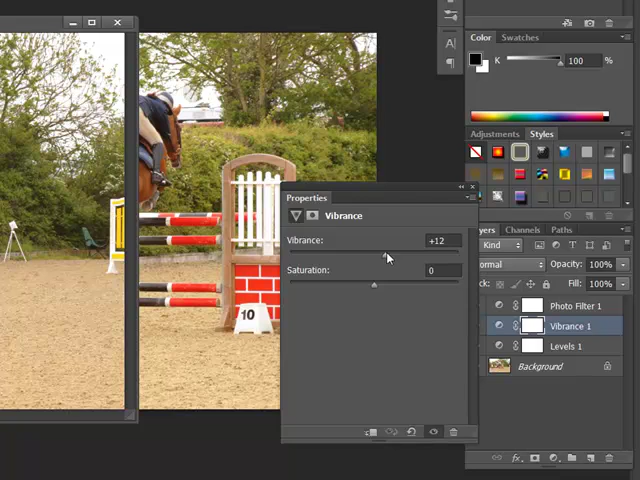 Color
Swatches
K
100
%
Adjustments
Styles
Properties
Vibrance
Vibrance:
+12
Saturation:
0
10
yers
Channels
Paths
Kind
ormal
Opacity:
100%
ck:
Fill:
100%
Photo Filter 1
Vibrance 1
Levels 1
Background